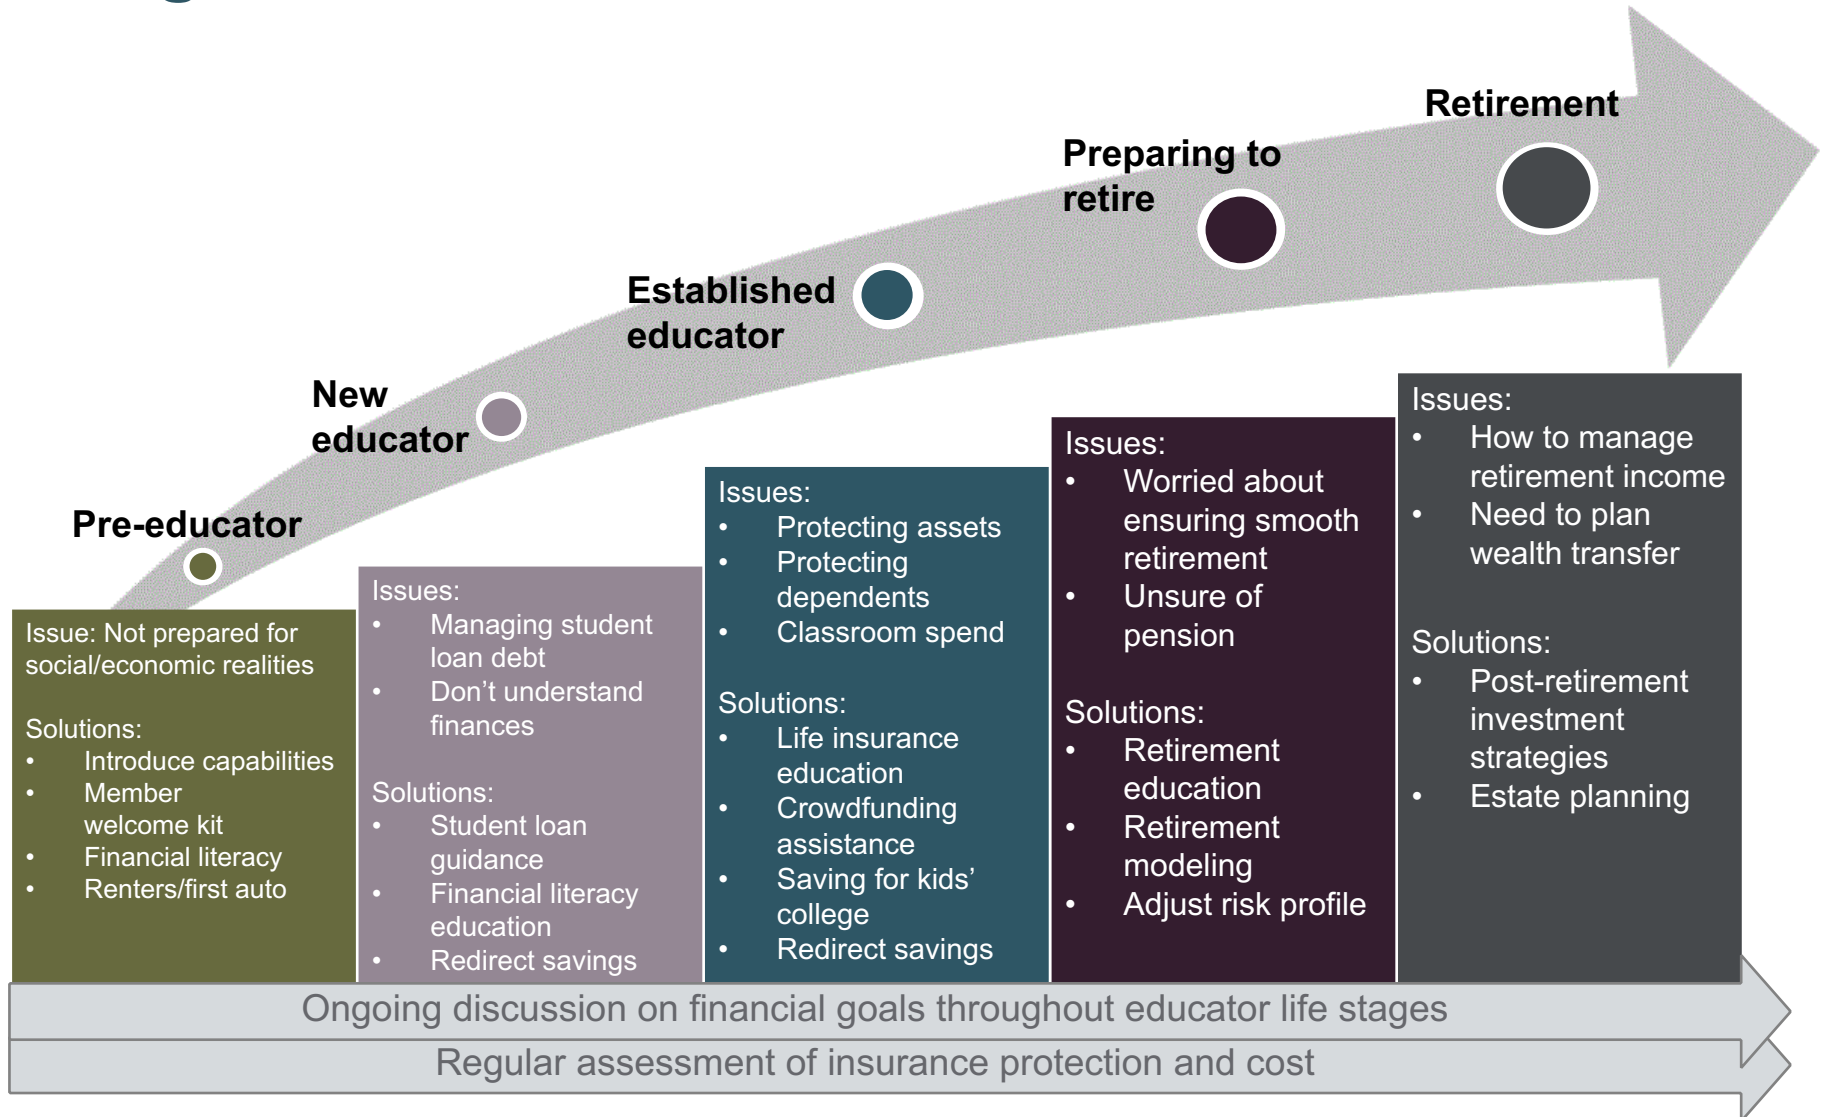 Retirement
Preparing to
retire
Established
educator
New
educator
Pre-educator
Issue: Not prepared for
social/economic realities
Solutions:
• Introduce capabilities
• Member
welcome kit
• Financial literacy
• Renters/first auto
Issues:
• Managing student
loan debt
• Don’t understand
finances
Solutions:
• Student loan
guidance
• Financial literacy
education
• Redirect savings
Issues:
• Protecting assets
• Protecting
dependents
• Classroom spend
Solutions:
• Life insurance
education
• Crowdfunding
assistance
• Saving for kids’
college
• Redirect savings
Issues:
• Worried about
ensuring smooth
retirement
• Unsure of
pension
Solutions:
• Retirement
education
• Retirement
modeling
• Adjust risk profile
Issues:
• How to manage
retirement income
• Need to plan
wealth transfer
Solutions:
• Post-retirement
investment
strategies
• Estate planning
Ongoing discussion on financial goals throughout educator life stages
Regular assessment of insurance protection and cost